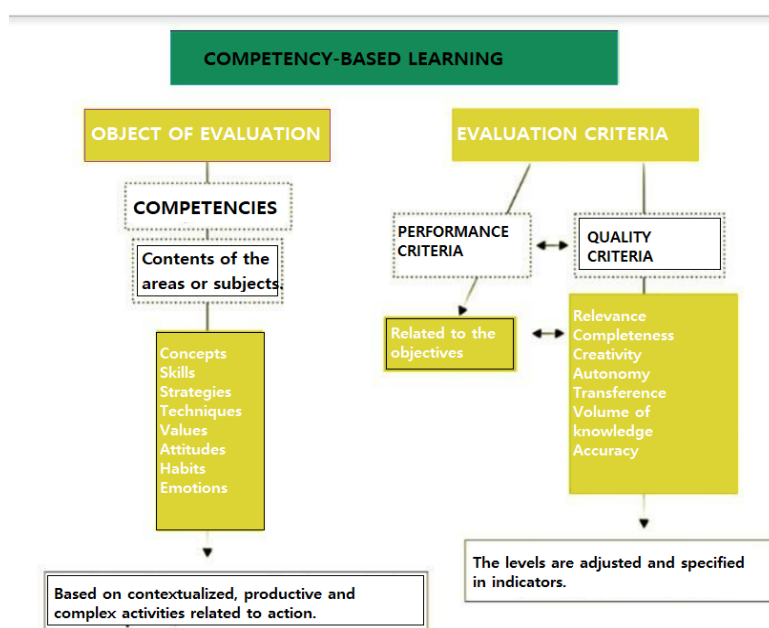 COMPETENCY-BASED LEARNING
OBJECT OF EVALUATION
COMPETENCIES
Contents of the
areas or subjects.
Concepts
Skills
Strategies
Techniques
Values
Attitudes
Habits
Emotions
Based on contextualized, productive and
complex activities related to action.
EVALUATION CRITERIA
PERFORMANCE
CRITERIA
QUALITY
CRITERIA
Related to the
objectives
Relevance
Completeness
Creativity
Autonomy
Transference
Volume of
knowledge
Accuracy
The levels are adjusted and specified
in indicators.